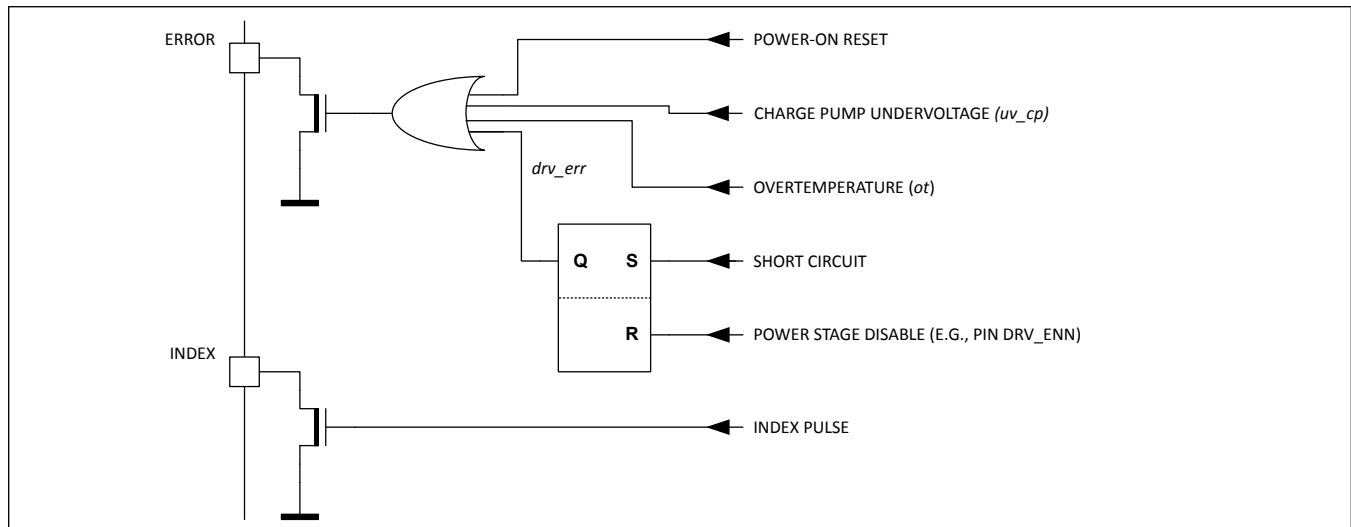 ERROR
POWER-ON RESET
CHARGE PUMP UNDERVOLTAGE (uv_cp)
drv_err
OVERTEMPERATURE (ot)
Q S
SHORT CIRCUIT
R
POWER STAGE DISABLE (E.G., PIN DRV_ENN)
INDEX
INDEX PULSE